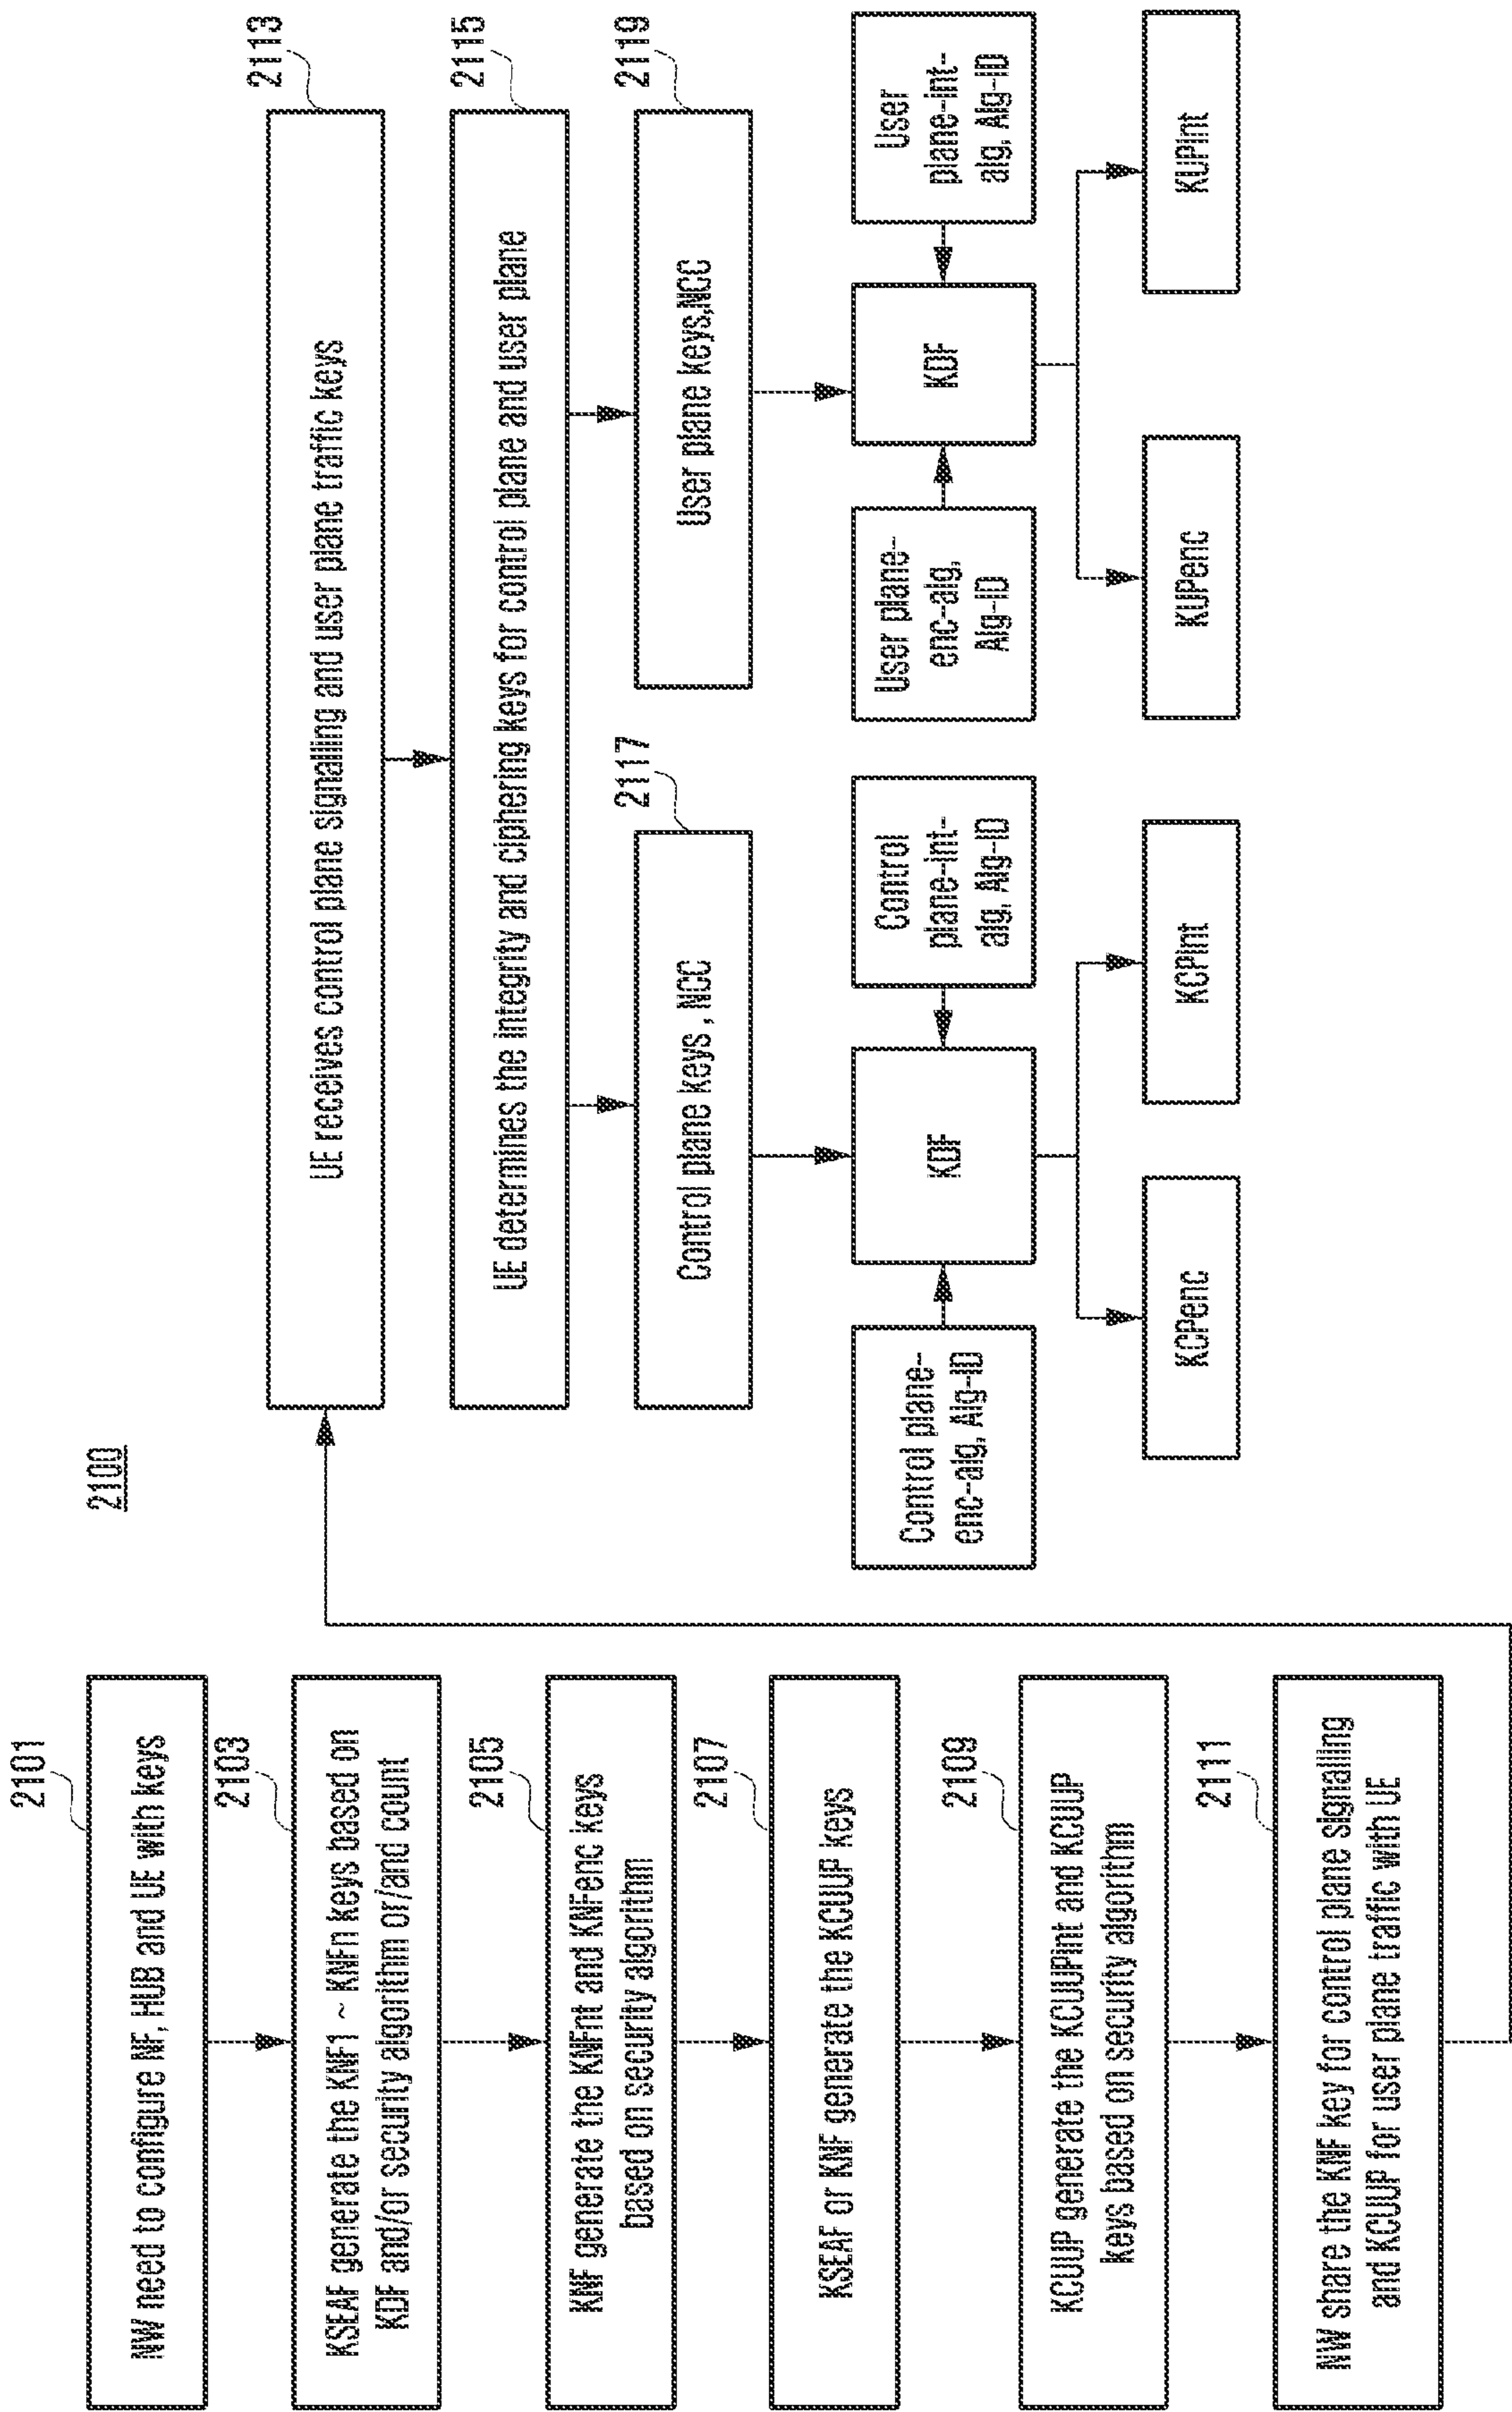 2100
2101
NW need to configure NF, HUB and UE with keys
2103
KSEAF generate the KNF1 ~ KNFn keys based on
KDF and/or security algorithm or/and count
2105
KNF generate the KNFnt and KNFenc keys
based on security algorithm
2107
KSEAF or KNF generate the KCUUP keys
2109
KCUUP generate the KCUUPint and KCUUP
keys based on security algorithm
2111
NW share the KNF key for control plane signalling
and KCUUP for user plane traffic with UE
2113
UE receives control plane signalling and user plane traffic keys
2115
UE determines the integrity and ciphering keys for control plane and user plane
2117
Control plane keys , NCC
2119
User plane keys,NCC
Control plane-
enc-alg, Alg-ID
KDF
Control
plane-int-
alg, Alg-ID
User plane-
enc-alg,
Alg-ID
KDF
User
plane-int-
alg, Alg-ID
KCPenc
KCPint
KUPenc
KUPint